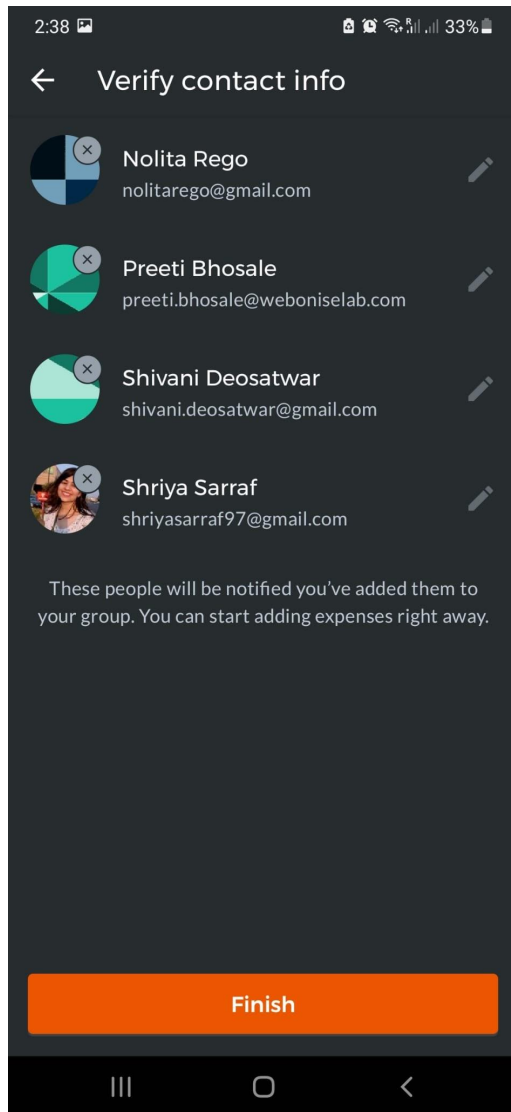 2:38 33%
Verify contact info
Nolita Rego
nolitarego@gmail.com
Preeti Bhosale
preeti.bhosale@weboniselab.com
Shivani Deosatwar
shivani.deosatwar@gmail.com
Shriya Sarraf
shriyasarraf97@gmail.com
These people will be notified you've added them to
your group. You can start adding expenses right away.
Finish